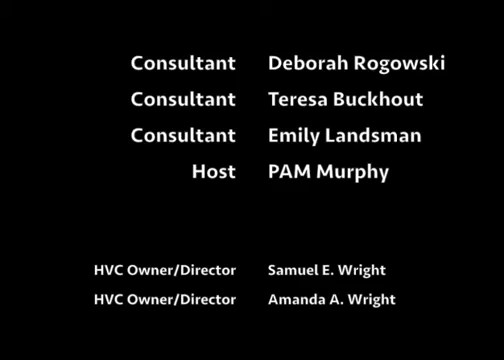 Consultant Deborah Rogowski
Consultant Teresa Buckhout
Consultant Emily Landsman
Host PAM Murphy
HVC Owner/Director Samuel E. Wright
HVC Owner/Director Amanda A. Wright